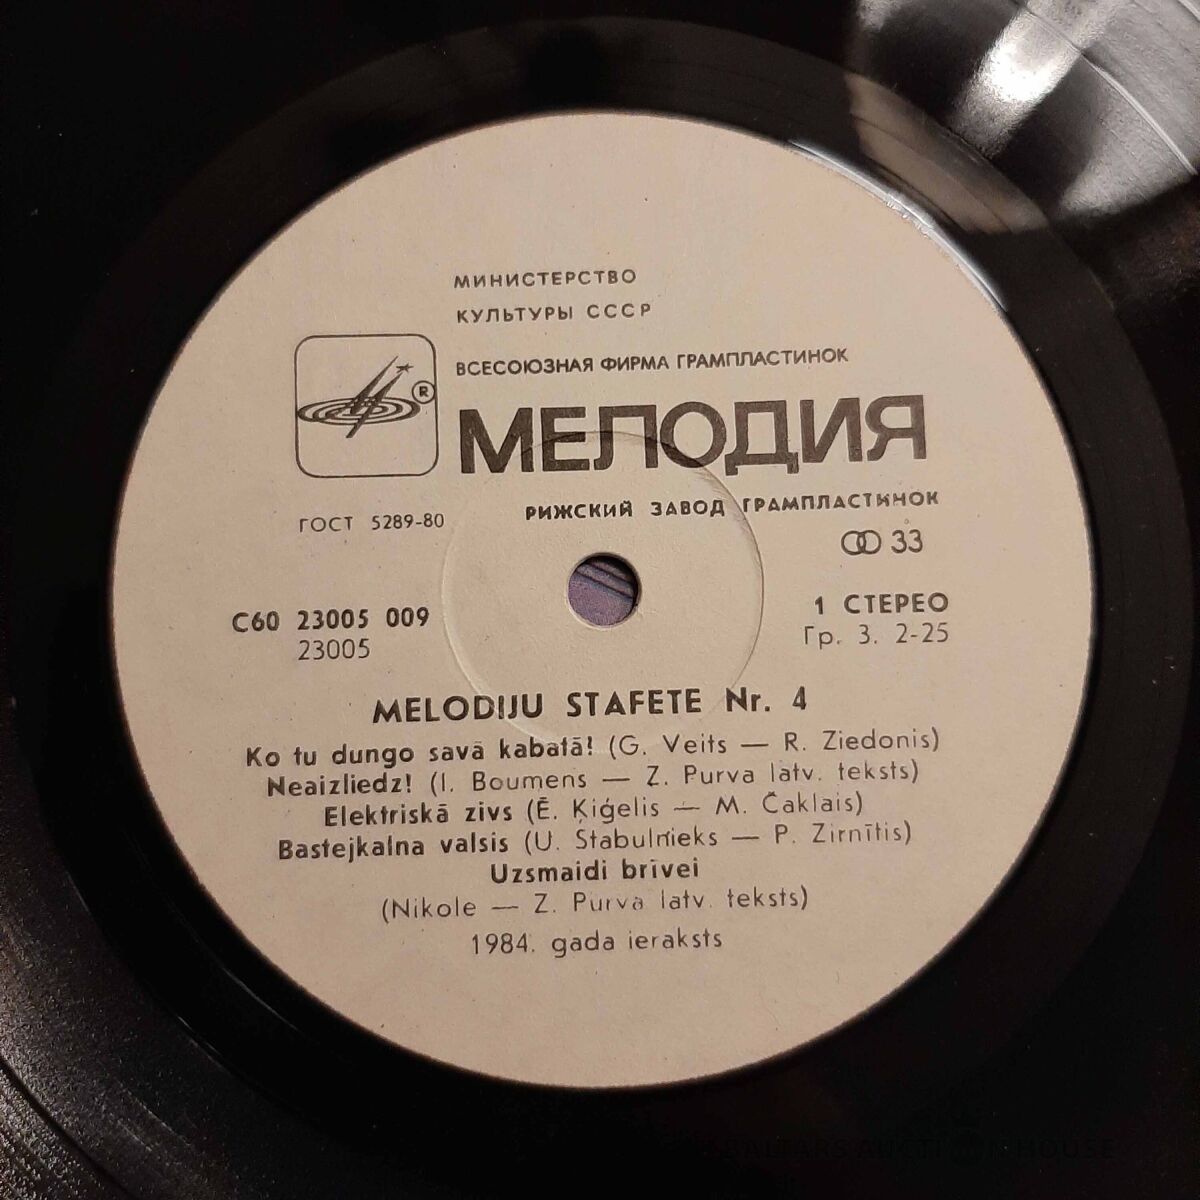 МИНИСТЕРСТВО
КУЛЬТУРЫ СССР
ВСЕСОЮЗНАЯ ФИРМА ГРАМПЛАСТИНОК
®
МЕЛОДИЯ
РИЖСКИЙ ЗАВОД ГРАМПЛАСТИНОК
ГОСТ 5289-80
33
С60 23005 009
23005
1 СТЕРЕО
Гр. 3. 2-25
MELODIJU STAFETE Nr. 4
Ko tu dungo savā kabatā! (G. Veits — R. Ziedonis)
Neaizliedz! (I. Boumens — Z. Purva latv. teksts)
Elektriskā zivs (Ē. Ķiģelis — M. Čaklais)
Bastejkalna valsis (U. Stabulnieks — P. Zirnītis)
Uzsmaidi brīvei
(Nikole — Z. Purva latv. teksts)
1984. gada ieraksts
BALTARS AUCTION HOUSE